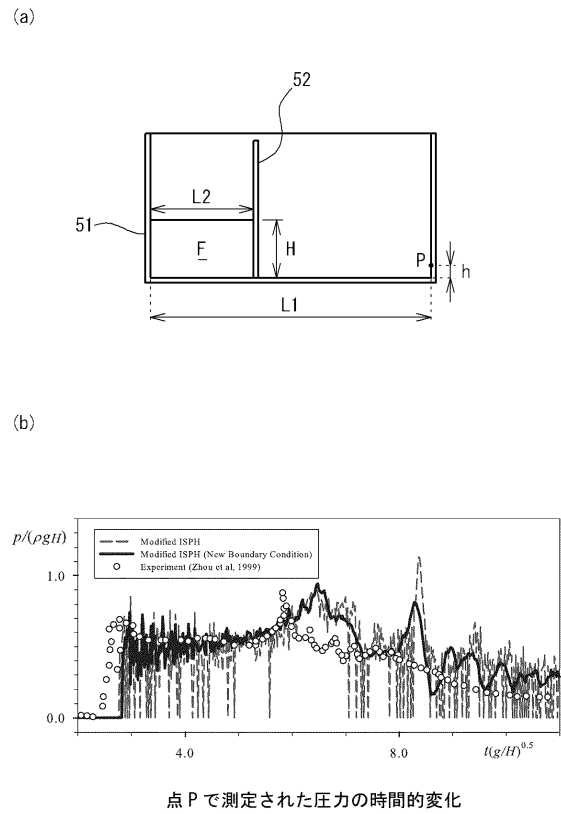 (a)
52
L2
51
F
H
P
h
L1
(b)
p/(ρgH)
Modified ISPH
Modified ISPH (New Boundary Condition)
Experiment (Zhou et al, 1999)
1.0
0.0
4.0
8.0
t(g/H)^0.5
点Pで測定された圧力の時間的変化